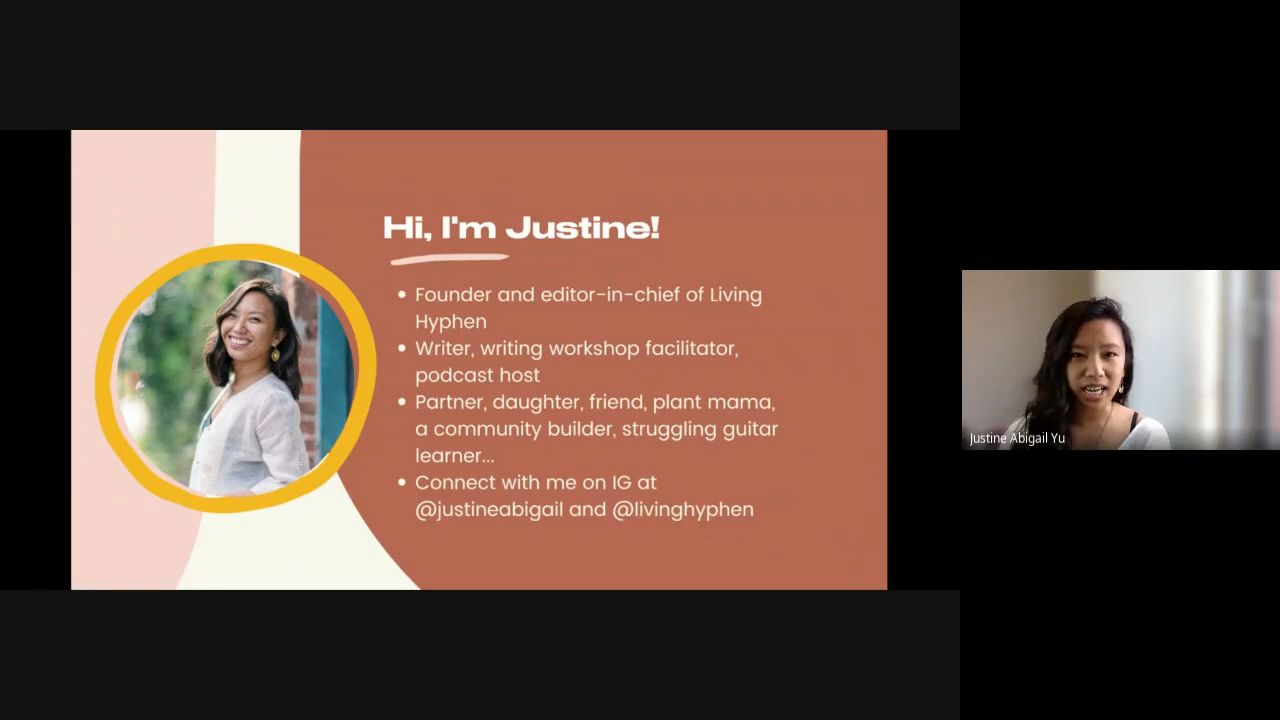 Hi, I'm Justine!
• Founder and editor-in-chief of Living
Hyphen
• Writer, writing workshop facilitator,
podcast host
• Partner, daughter, friend, plant mama,
a community builder, struggling guitar
learner...
• Connect with me on IG at
@justineabigail and @livinghyphen
Justine Abigail Yu